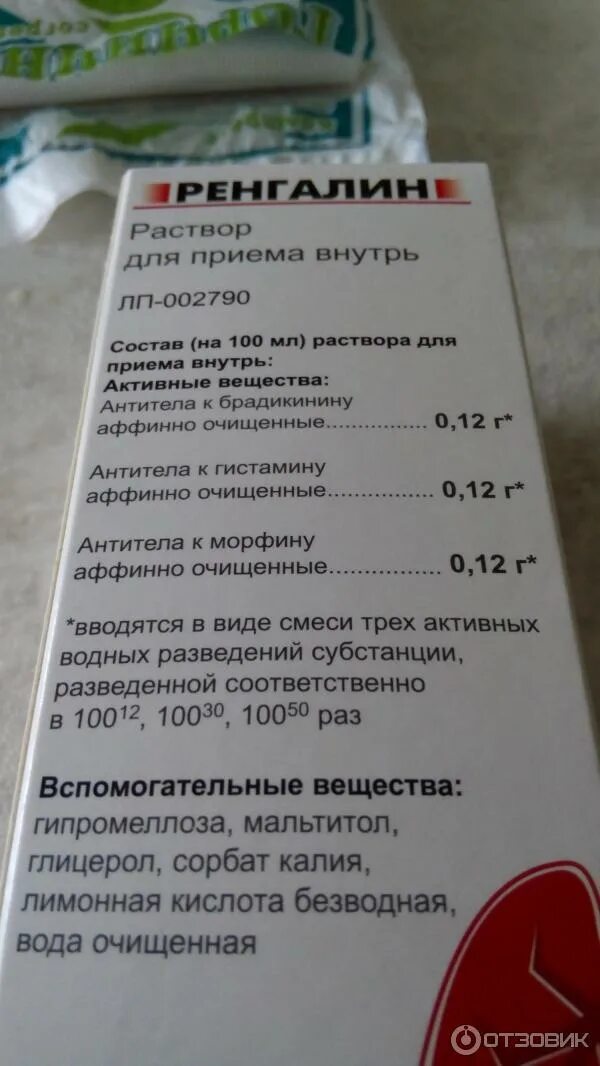 РЕНГАЛИН
Раствор
для приема внутрь
ЛП-002790
Состав (на 100 мл) раствора для
приема внутрь:
Активные вещества:
Антитела к брадикинину
аффинно очищенные................. 0,12 г*
Антитела к гистамину
аффинно очищенные................. 0,12 г*
Антитела к морфину
аффинно очищенные................. 0,12 г*
*вводятся в виде смеси трех активных
водных разведений субстанции,
разведенной соответственно
в 100¹², 100³⁰, 100⁵⁰ раз
Вспомогательные вещества:
гипромеллоза, мальтитол,
глицерол, сорбат калия,
лимонная кислота безводная,
вода очищенная
ОТЗОВИК